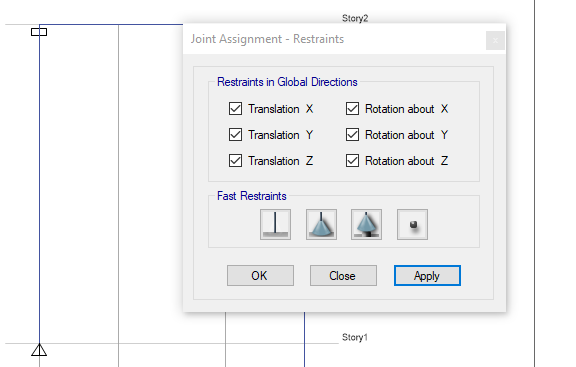 Story2
Joint Assignment - Restraints
x
Restraints in Global Directions
Translation X
Rotation about X
Translation Y
Rotation about Y
Translation Z
Rotation about Z
Fast Restraints
OK
Close
Apply
Story1